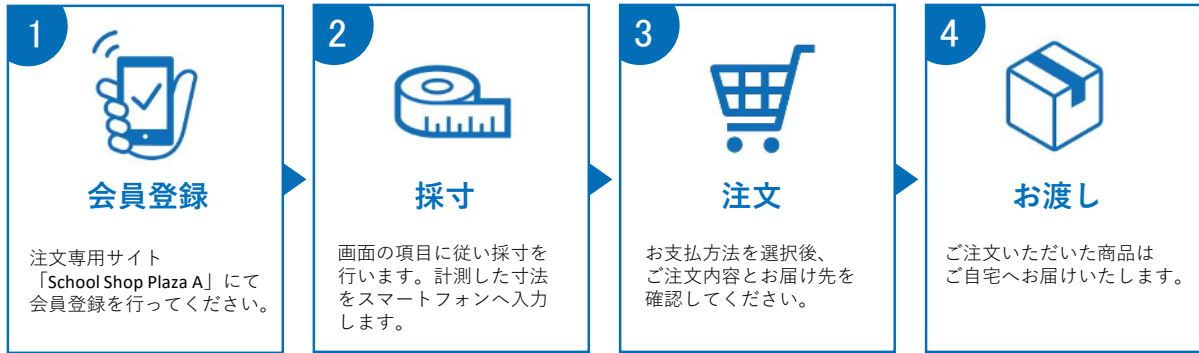 1
会員登録
注文専用サイト
「School Shop Plaza A」にて
会員登録を行ってください。
2
採寸
画面の項目に従い採寸を
行います。計測した寸法
をスマートフォンへ入力
します。
3
注文
お支払方法を選択後、
ご注文内容とお届け先を
確認してください。
4
お渡し
ご注文いただいた商品は
ご自宅へお届けいたします。